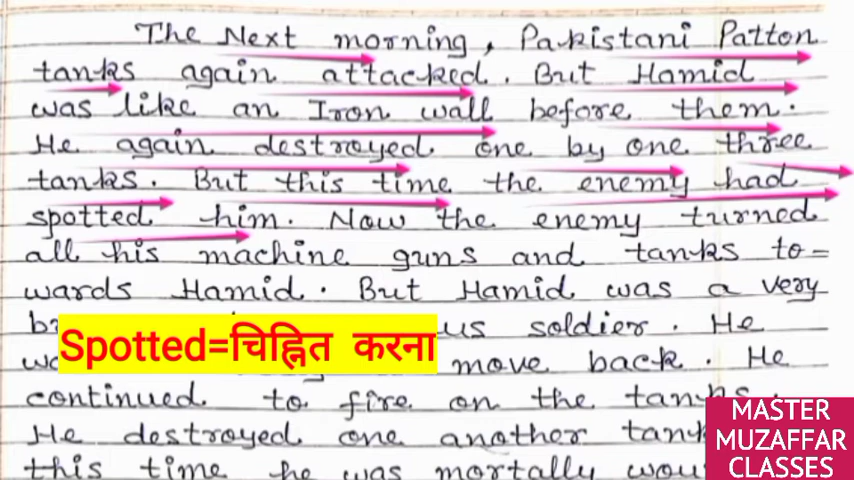 The Next morning, Pakistani Patton
tanks again attacked. But Hamid
was like an Iron wall before them.
He again destroyed one by one three
tanks. But this time the enemy had
spotted him. Now the enemy turned
all his machine guns and tanks to=
wards Hamid. But Hamid was a very
us soldier. He
Spotted=चिह्नित करना
move back. He
continued to fire on the tanks.
He destroyed one another tank
this time he was mortally wou
MASTER
MUZAFFAR
CLASSES